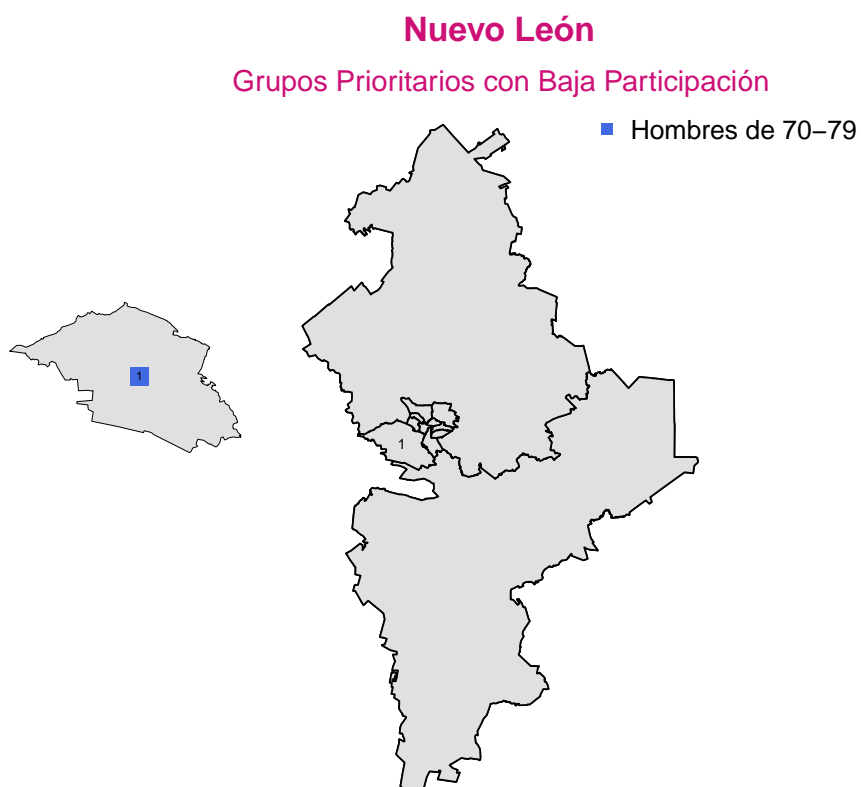 Nuevo León
Grupos Prioritarios con Baja Participación
Hombres de 70–79
1
1